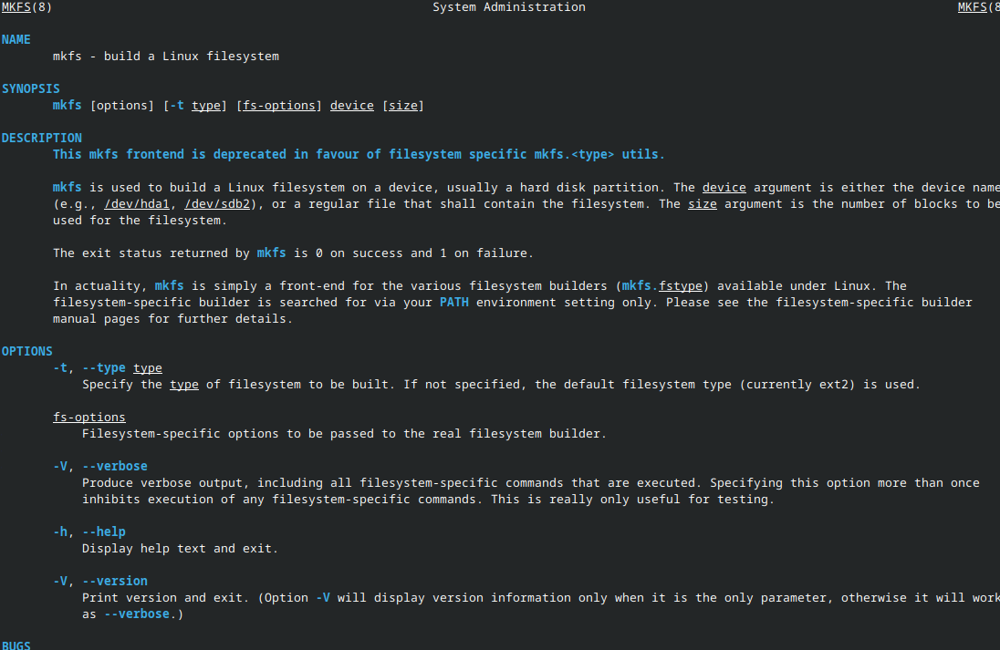 MKFS(8) System Administration MKFS(8
NAME
mkfs - build a Linux filesystem
SYNOPSIS
mkfs [options] [-t type] [fs-options] device [size]
DESCRIPTION
This mkfs frontend is deprecated in favour of filesystem specific mkfs.<type> utils.
mkfs is used to build a Linux filesystem on a device, usually a hard disk partition. The device argument is either the device name
(e.g., /dev/hda1, /dev/sdb2), or a regular file that shall contain the filesystem. The size argument is the number of blocks to be
used for the filesystem.
The exit status returned by mkfs is 0 on success and 1 on failure.
In actuality, mkfs is simply a front-end for the various filesystem builders (mkfs.fstype) available under Linux. The
filesystem-specific builder is searched for via your PATH environment setting only. Please see the filesystem-specific builder
manual pages for further details.
OPTIONS
-t, --type type
Specify the type of filesystem to be built. If not specified, the default filesystem type (currently ext2) is used.
fs-options
Filesystem-specific options to be passed to the real filesystem builder.
-V, --verbose
Produce verbose output, including all filesystem-specific commands that are executed. Specifying this option more than once
inhibits execution of any filesystem-specific commands. This is really only useful for testing.
-h, --help
Display help text and exit.
-V, --version
Print version and exit. (Option -V will display version information only when it is the only parameter, otherwise it will work
as --verbose.)
BUGS